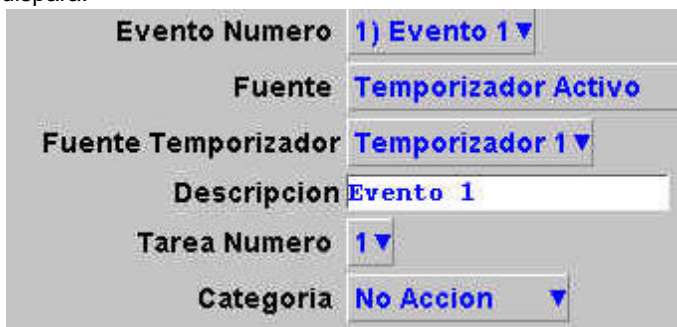 dispara.
Evento Numero 1) Evento 1
Fuente Temporizador Activo
Fuente Temporizador Temporizador 1
Descripcion Evento 1
Tarea Numero 1
Categoria No Accion